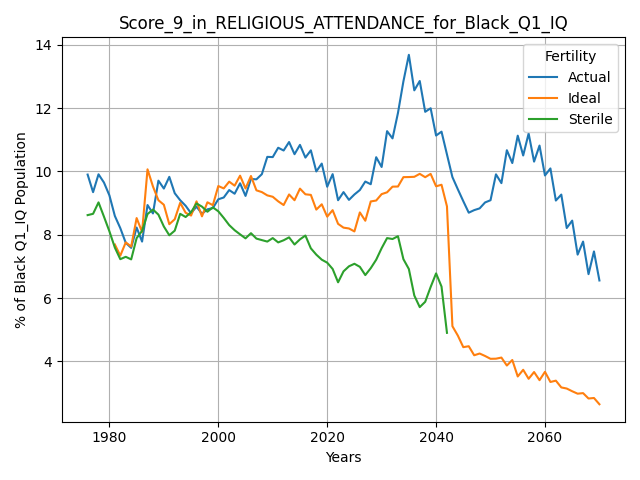 Score_9_in_RELIGIOUS_ATTENDANCE_for_Black_Q1_IQ
% of Black Q1_IQ Population
14
12
10
8
6
4
Fertility
Actual
Ideal
Sterile
1980 2000 2020 2040 2060
Years